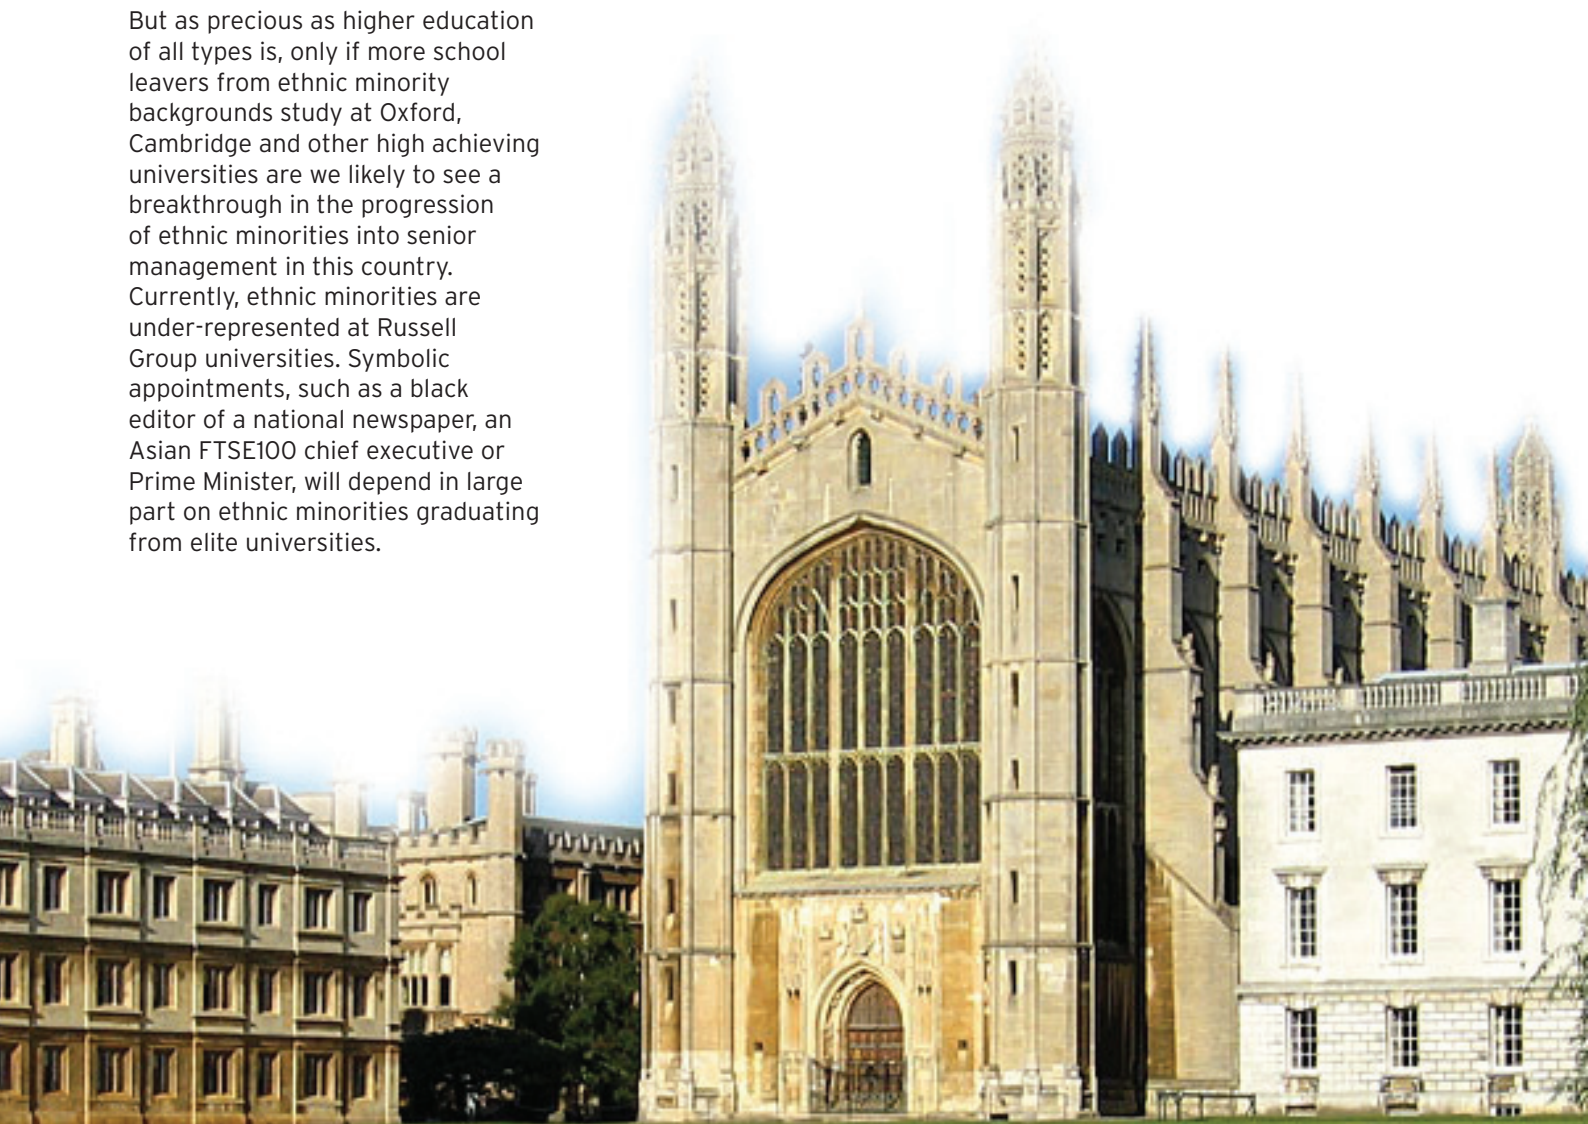 But as precious as higher education
of all types is, only if more school
leavers from ethnic minority
backgrounds study at Oxford,
Cambridge and other high achieving
universities are we likely to see a
breakthrough in the progression
of ethnic minorities into senior
management in this country.
Currently, ethnic minorities are
under-represented at Russell
Group universities. Symbolic
appointments, such as a black
editor of a national newspaper, an
Asian FTSE100 chief executive or
Prime Minister, will depend in large
part on ethnic minorities graduating
from elite universities.